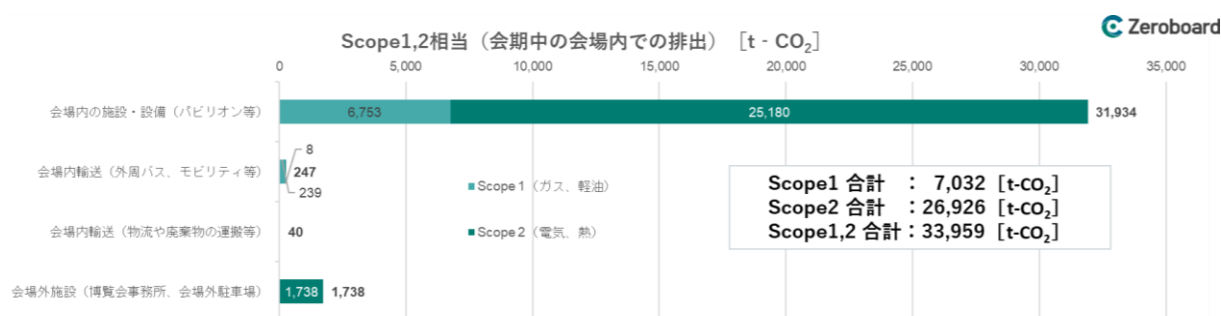 Zeroboard
Scope1,2相当（会期中の会場内での排出）［t‐CO₂］
0 5,000 10,000 15,000 20,000 25,000 30,000 35,000
会場内の施設・設備（パビリオン等） 6,753 25,180 31,934
8
会場内輸送（外周バス、モビリティ等） 247
239
Scope 1（ガス、軽油）
Scope1 合計 ： 7,032［t-CO₂］
Scope2 合計 ：26,926［t-CO₂］
Scope1,2 合計：33,959［t-CO₂］
会場内輸送（物流や廃棄物の運搬等） 40
Scope 2（電気、熱）
会場外施設（博覧会事務所、会場外駐車場） 1,738 1,738